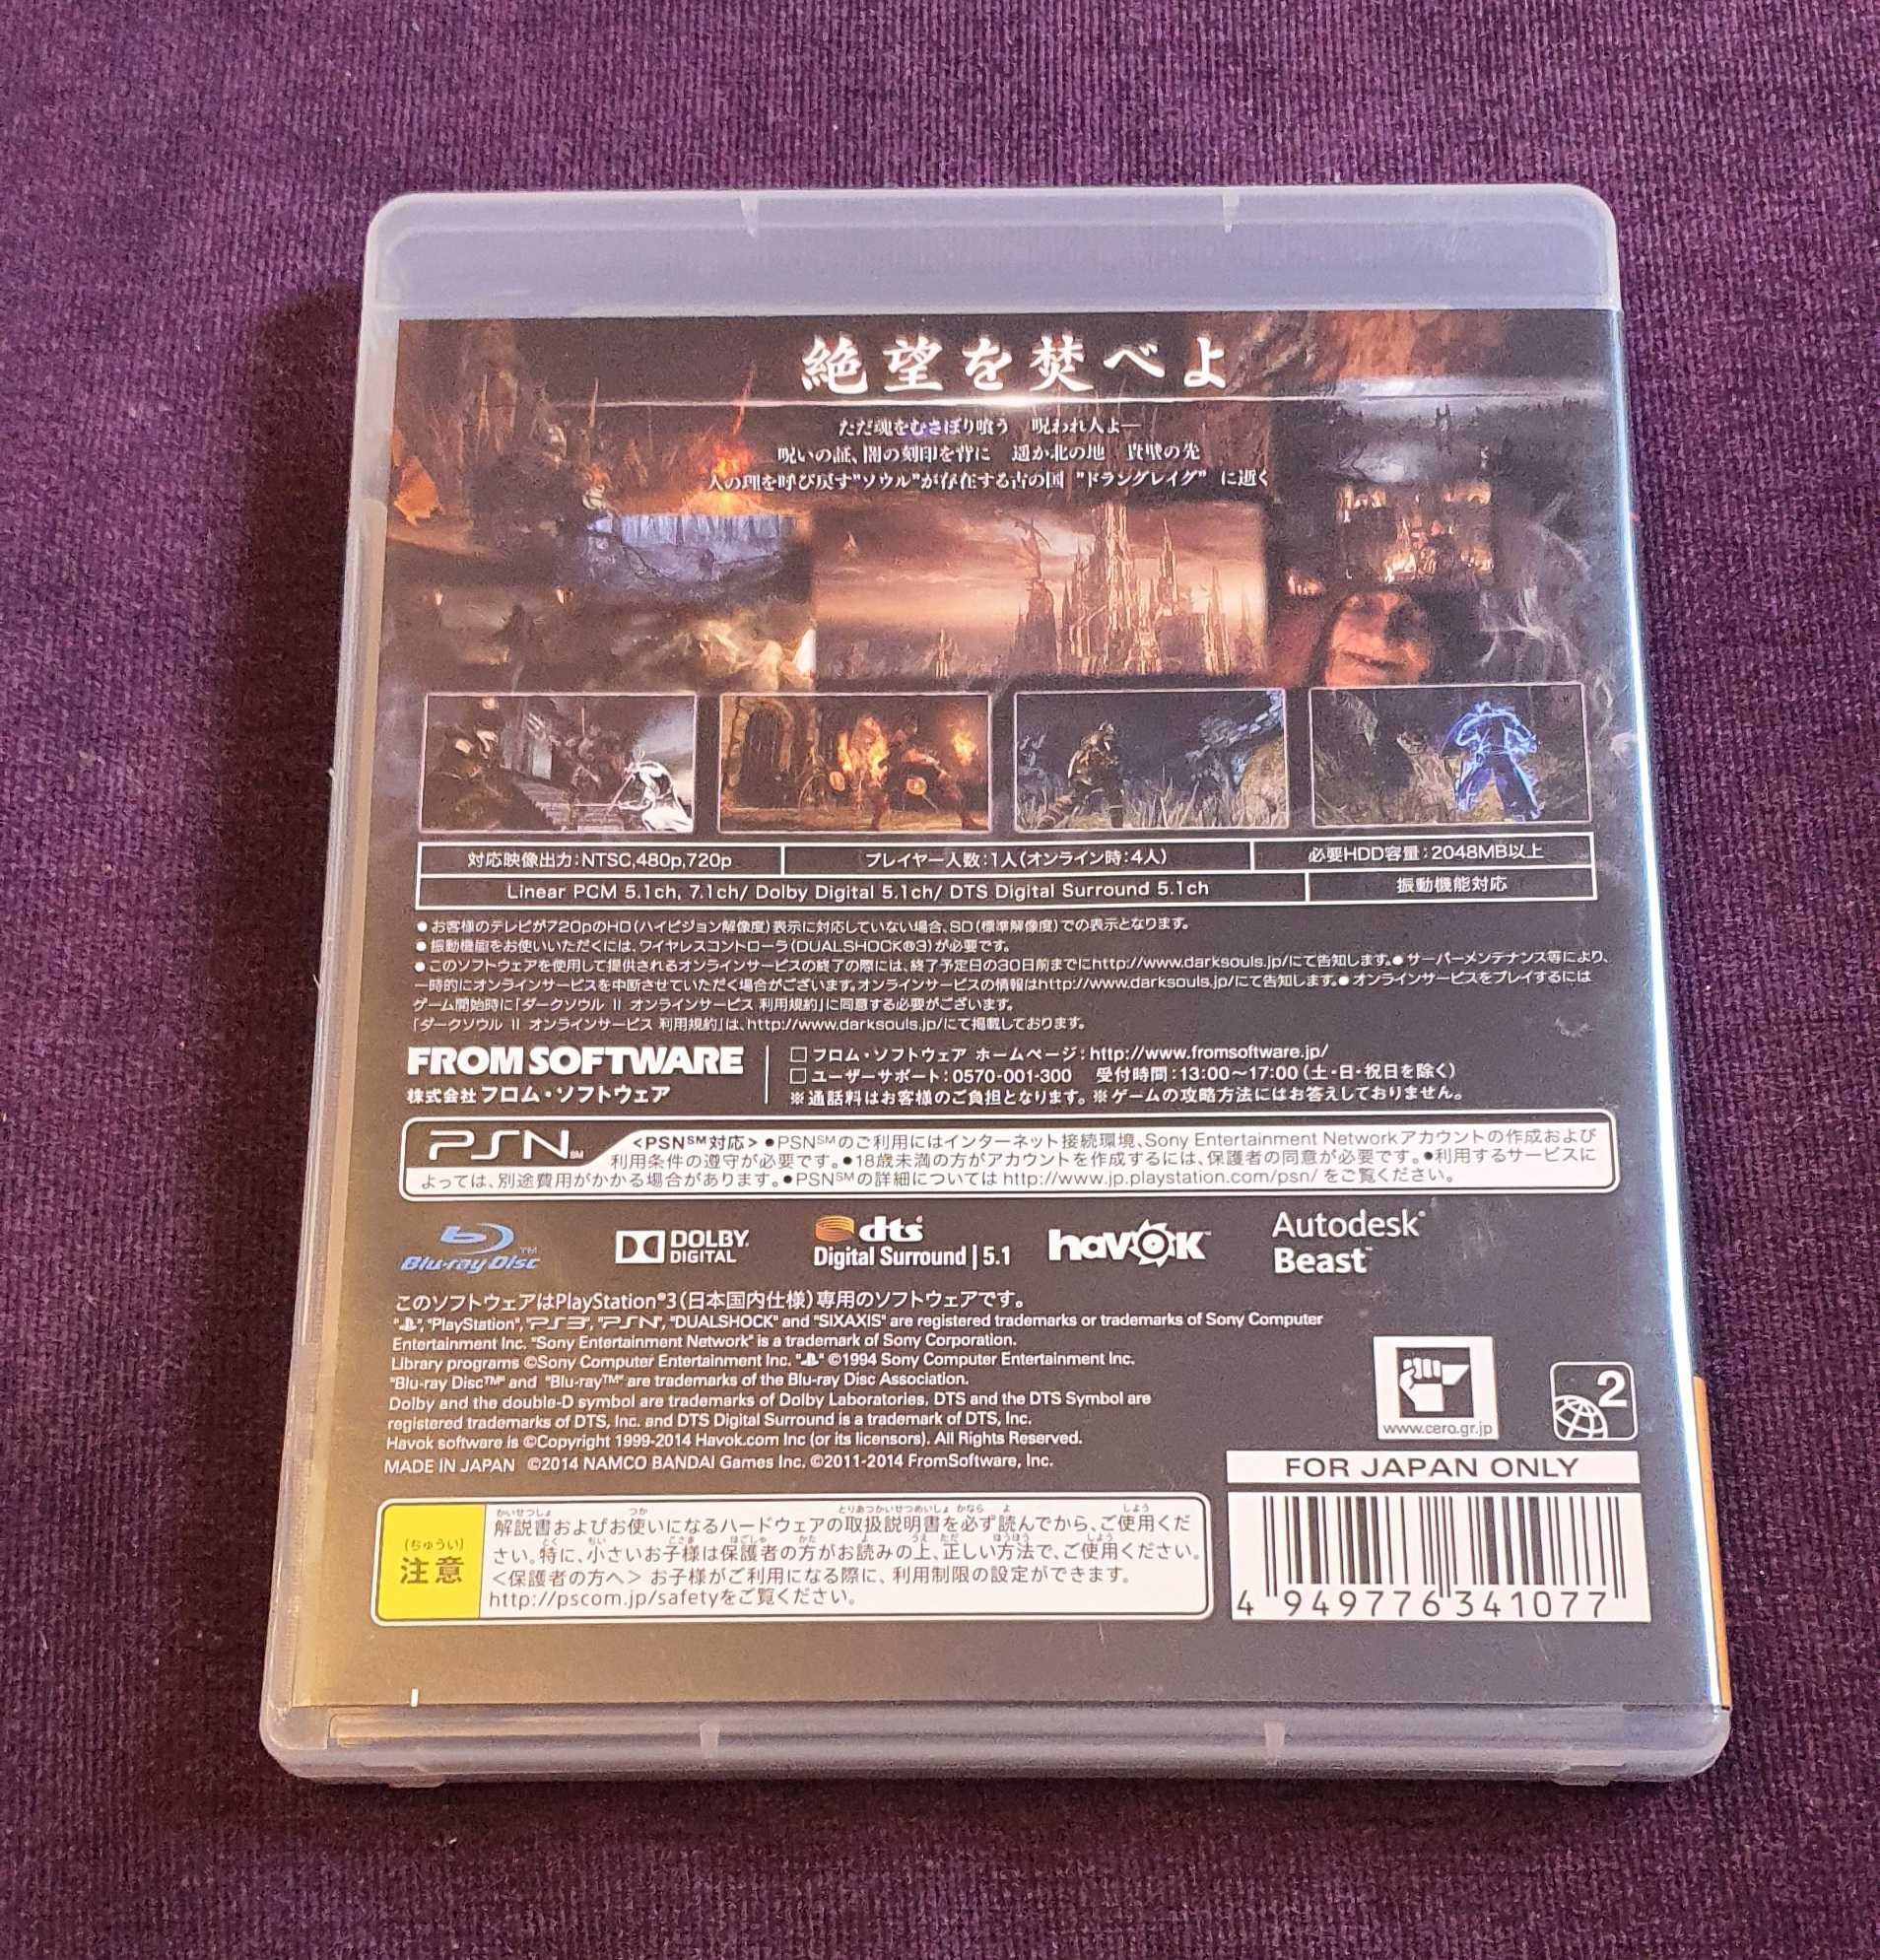 絶望を焚べよ
ただ魂をむさぼり喰う 呪われ人よ―
呪いの証、闇の刻印を背に 遥か北の地 貴壁の先
人の理を呼び戻す"ソウル"が存在する古の国 "ドラングレイグ" に逝く
対応映像出力:NTSC,480p,720p プレイヤー人数:1人(オンライン時:4人) 必要HDD容量:2048MB以上
Linear PCM 5.1ch, 7.1ch/ Dolby Digital 5.1ch/ DTS Digital Surround 5.1ch 振動機能対応
●お客様のテレビが720pのHD(ハイビジョン解像度)表示に対応していない場合、SD(標準解像度)での表示となります。
●振動機能をお使いいただくには、ワイヤレスコントローラ(DUALSHOCK®3)が必要です。
●このソフトウェアを使用して提供されるオンラインサービスの終了の際には、終了予定日の30日前までにhttp://www.darksouls.jp/にて告知します。●サーバーメンテナンス等により、
一時的にオンラインサービスを中断させていただく場合がございます。オンラインサービスの情報はhttp://www.darksouls.jp/にて告知します。●オンラインサービスをプレイするには
ゲーム開始時に「ダークソウル II オンラインサービス 利用規約」に同意する必要がございます。
「ダークソウル II オンラインサービス 利用規約」は、http://www.darksouls.jp/にて掲載しております。
FROM SOFTWARE
株式会社フロム・ソフトウェア
□フロム・ソフトウェア ホームページ:http://www.fromsoftware.jp/
□ユーザーサポート:0570-001-300 受付時間:13:00～17:00(土・日・祝日を除く)
※通話料はお客様のご負担となります。※ゲームの攻略方法にはお答えしておりません。
PSN℠ <PSN℠対応> ●PSN℠のご利用にはインターネット接続環境、Sony Entertainment Networkアカウントの作成および
利用条件の遵守が必要です。●18歳未満の方がアカウントを作成するには、保護者の同意が必要です。●利用するサービスに
よっては、別途費用がかかる場合があります。●PSN℠の詳細については http://www.jp.playstation.com/psn/ をご覧ください。
Blu-ray Disc™
DOLBY DIGITAL
dts Digital Surround | 5.1
havok™
Autodesk®
Beast™
このソフトウェアはPlayStation®3(日本国内仕様)専用のソフトウェアです。
"PlayStation", "PS3", "PSN", "DUALSHOCK" and "SIXAXIS" are registered trademarks or trademarks of Sony Computer
Entertainment Inc. "Sony Entertainment Network" is a trademark of Sony Corporation.
Library programs ©Sony Computer Entertainment Inc. ©1994 Sony Computer Entertainment Inc.
"Blu-ray Disc™" and "Blu-ray™" are trademarks of the Blu-ray Disc Association.
Dolby and the double-D symbol are trademarks of Dolby Laboratories. DTS and the DTS Symbol are
registered trademarks of DTS, Inc. and DTS Digital Surround is a trademark of DTS, Inc.
Havok software is ©Copyright 1999-2014 Havok.com Inc (or its licensors). All Rights Reserved.
MADE IN JAPAN ©2014 NAMCO BANDAI Games Inc. ©2011-2014 FromSoftware, Inc.
www.cero.gr.jp
2
FOR JAPAN ONLY
4 949776 341077
(ちゅうい)
注意
解説書およびお使いになるハードウェアの取扱説明書を必ず読んでから、ご使用くだ
さい。特に、小さいお子様は保護者の方がお読みの上、正しい方法で、ご使用ください。
<保護者の方へ> お子様がご利用になる際に、利用制限の設定ができます。
http://pscom.jp/safetyをご覧ください。